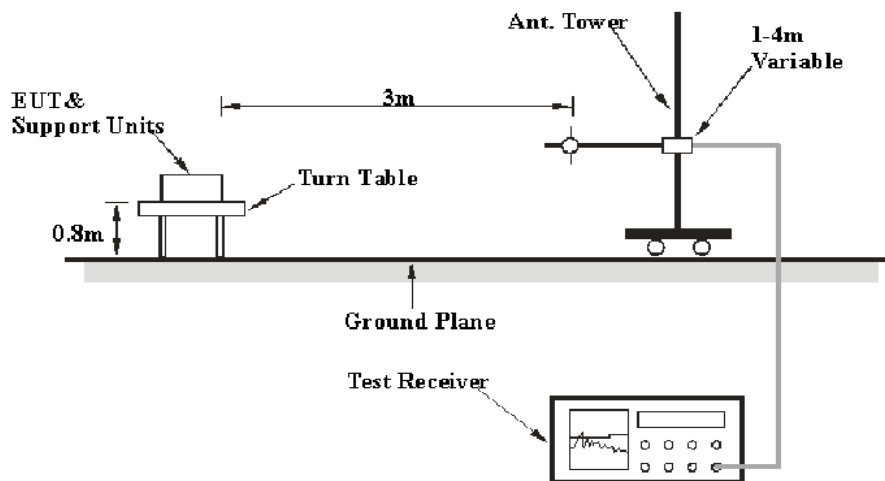 Ant. Tower
1-4m
Variable
3m
EUT&
Support Units
Turn Table
0.8m
Ground Plane
Test Receiver